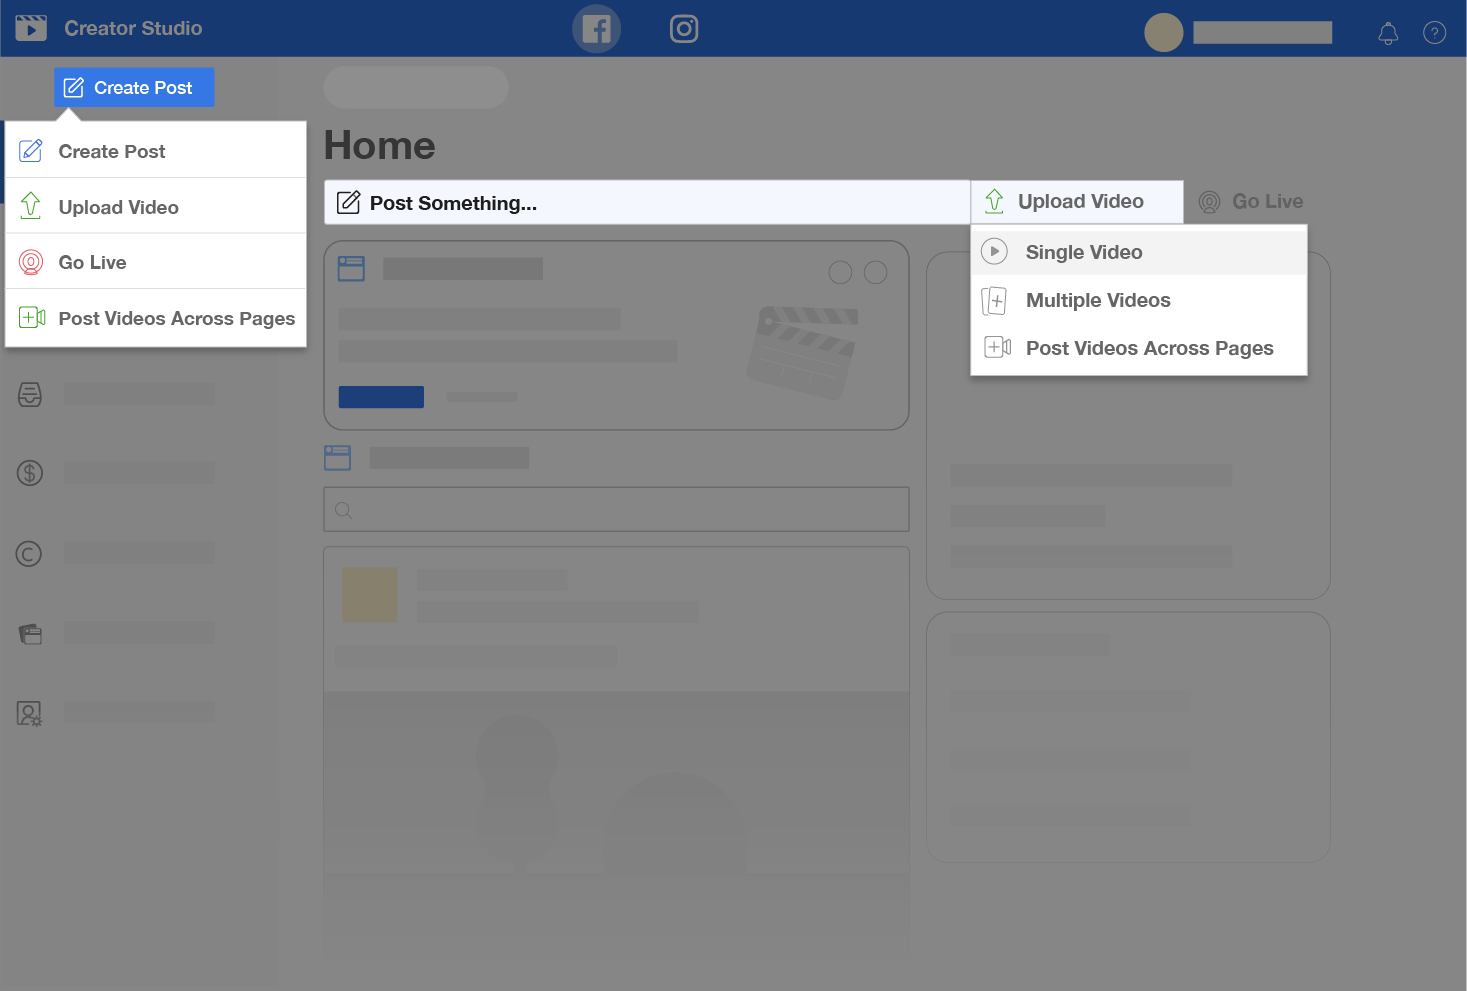 Creator Studio
Create Post
Create Post
Upload Video
Go Live
Post Videos Across Pages
Home
Post Something...
Upload Video
Go Live
Single Video
Multiple Videos
Post Videos Across Pages